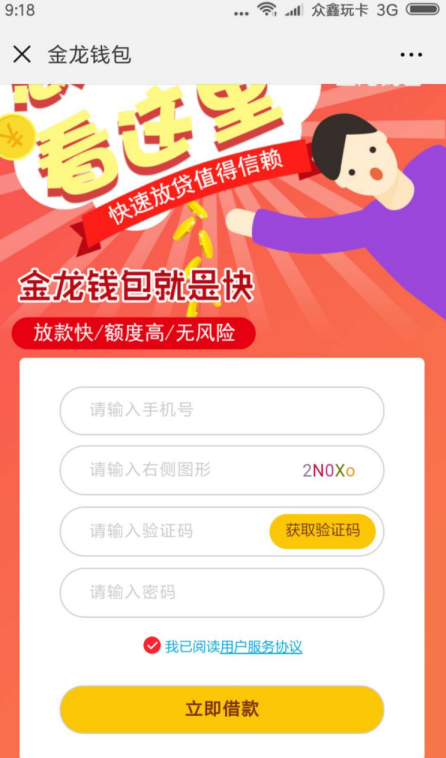 9:18 ... 众鑫玩卡 3G
金龙钱包
看这里
快速放贷值得信赖
金龙钱包就是快
放款快/额度高/无风险
请输入手机号
请输入右侧图形 2N0Xo
请输入验证码 获取验证码
请输入密码
我已阅读用户服务协议
立即借款